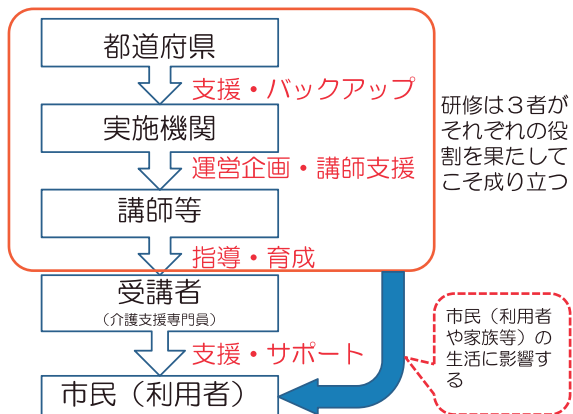 都道府県
支援・バックアップ
実施機関
運営企画・講師支援
講師等
指導・育成
研修は３者が
それぞれの役
割を果たして
こそ成り立つ
受講者
（介護支援専門員）
支援・サポート
市民（利用者）
市民（利用者
や家族等）の
生活に影響す
る